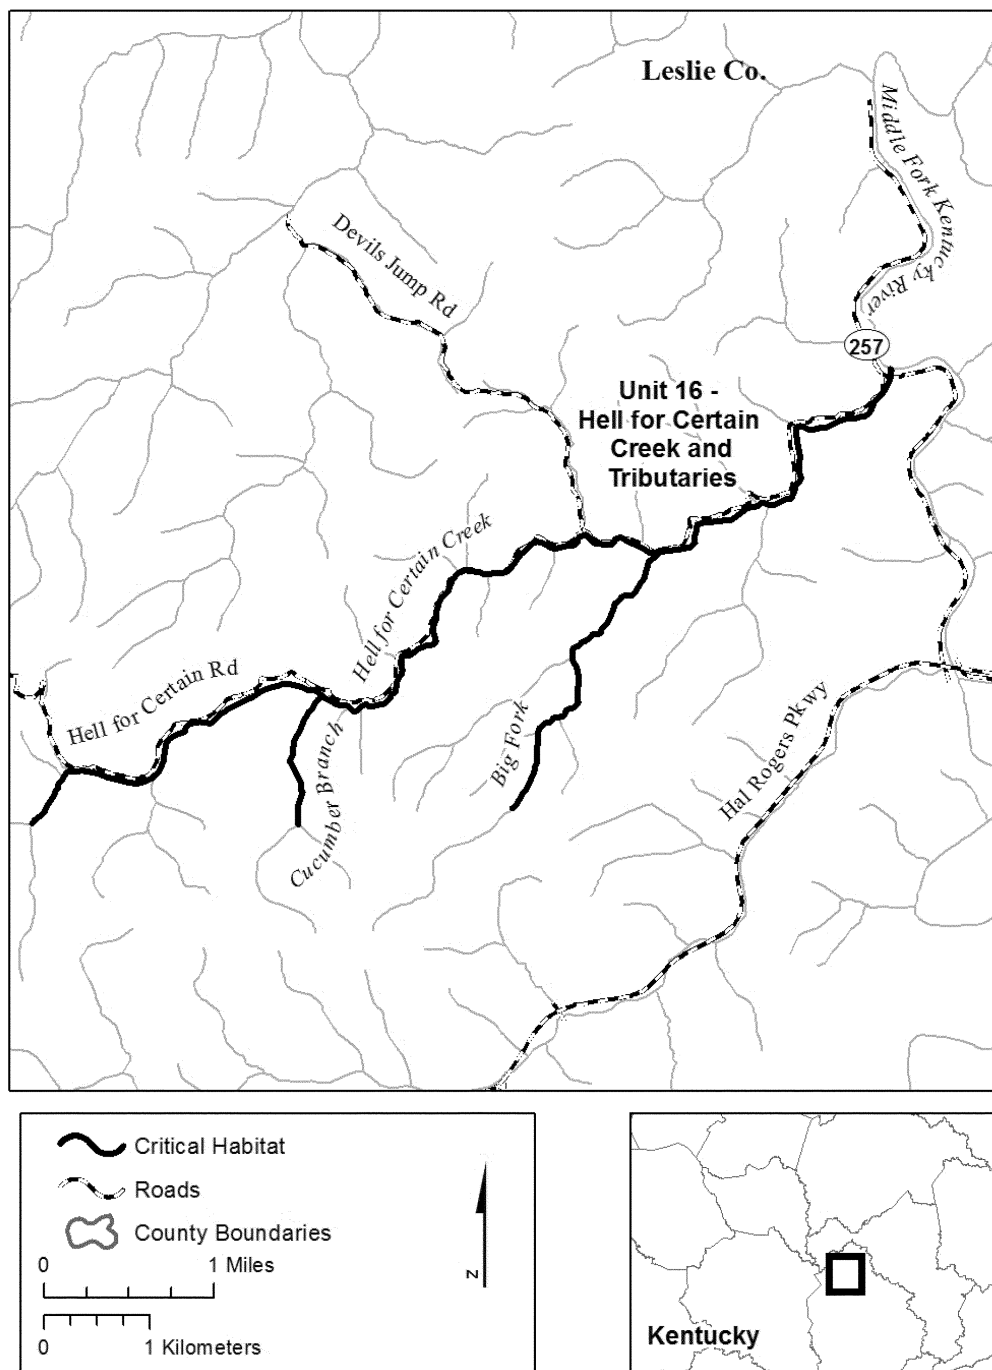 Leslie Co.
Middle Fork Kentucky River
Devils Jump Rd
257
Unit 16 -
Hell for Certain
Creek and
Tributaries
Hell for Certain Creek
Hell for Certain Rd
Big Fork
Hal Rogers Pkwy
Cucumber Branch
Critical Habitat
Roads
County Boundaries
0 1 Miles
0 1 Kilometers
N
Kentucky